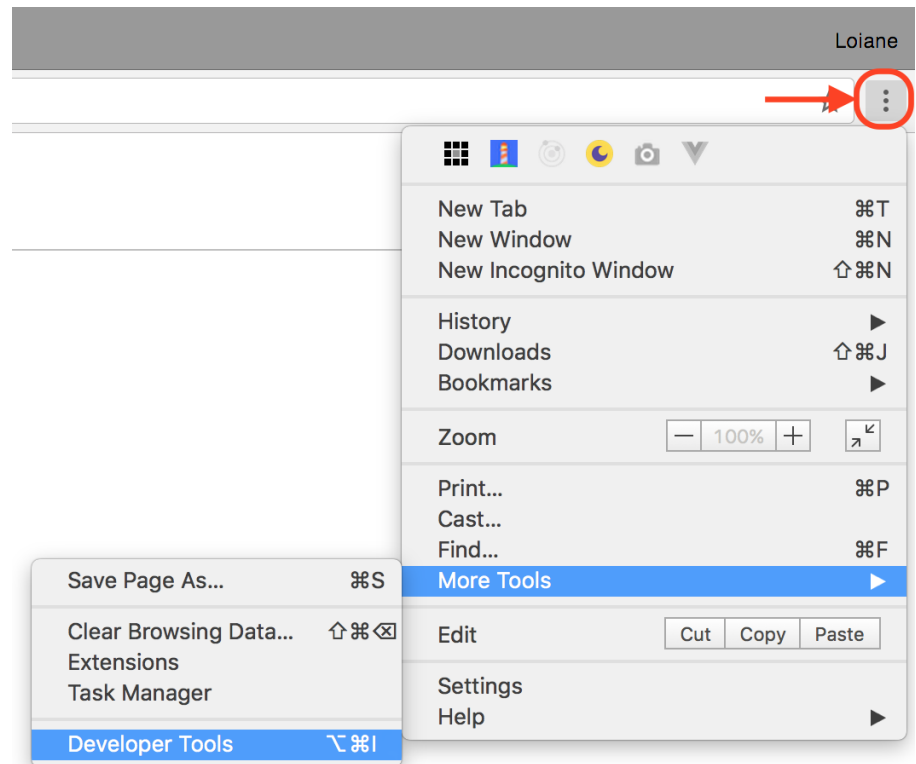 Loiane
New Tab ⌘T
New Window ⌘N
New Incognito Window ⇧⌘N
History ▶
Downloads ⇧⌘J
Bookmarks ▶
Zoom — 100% +
Print... ⌘P
Cast...
Find... ⌘F
More Tools ▶
Edit Cut Copy Paste
Settings
Help ▶
Save Page As... ⌘S
Clear Browsing Data... ⇧⌘⌫
Extensions
Task Manager
Developer Tools ⌥⌘I